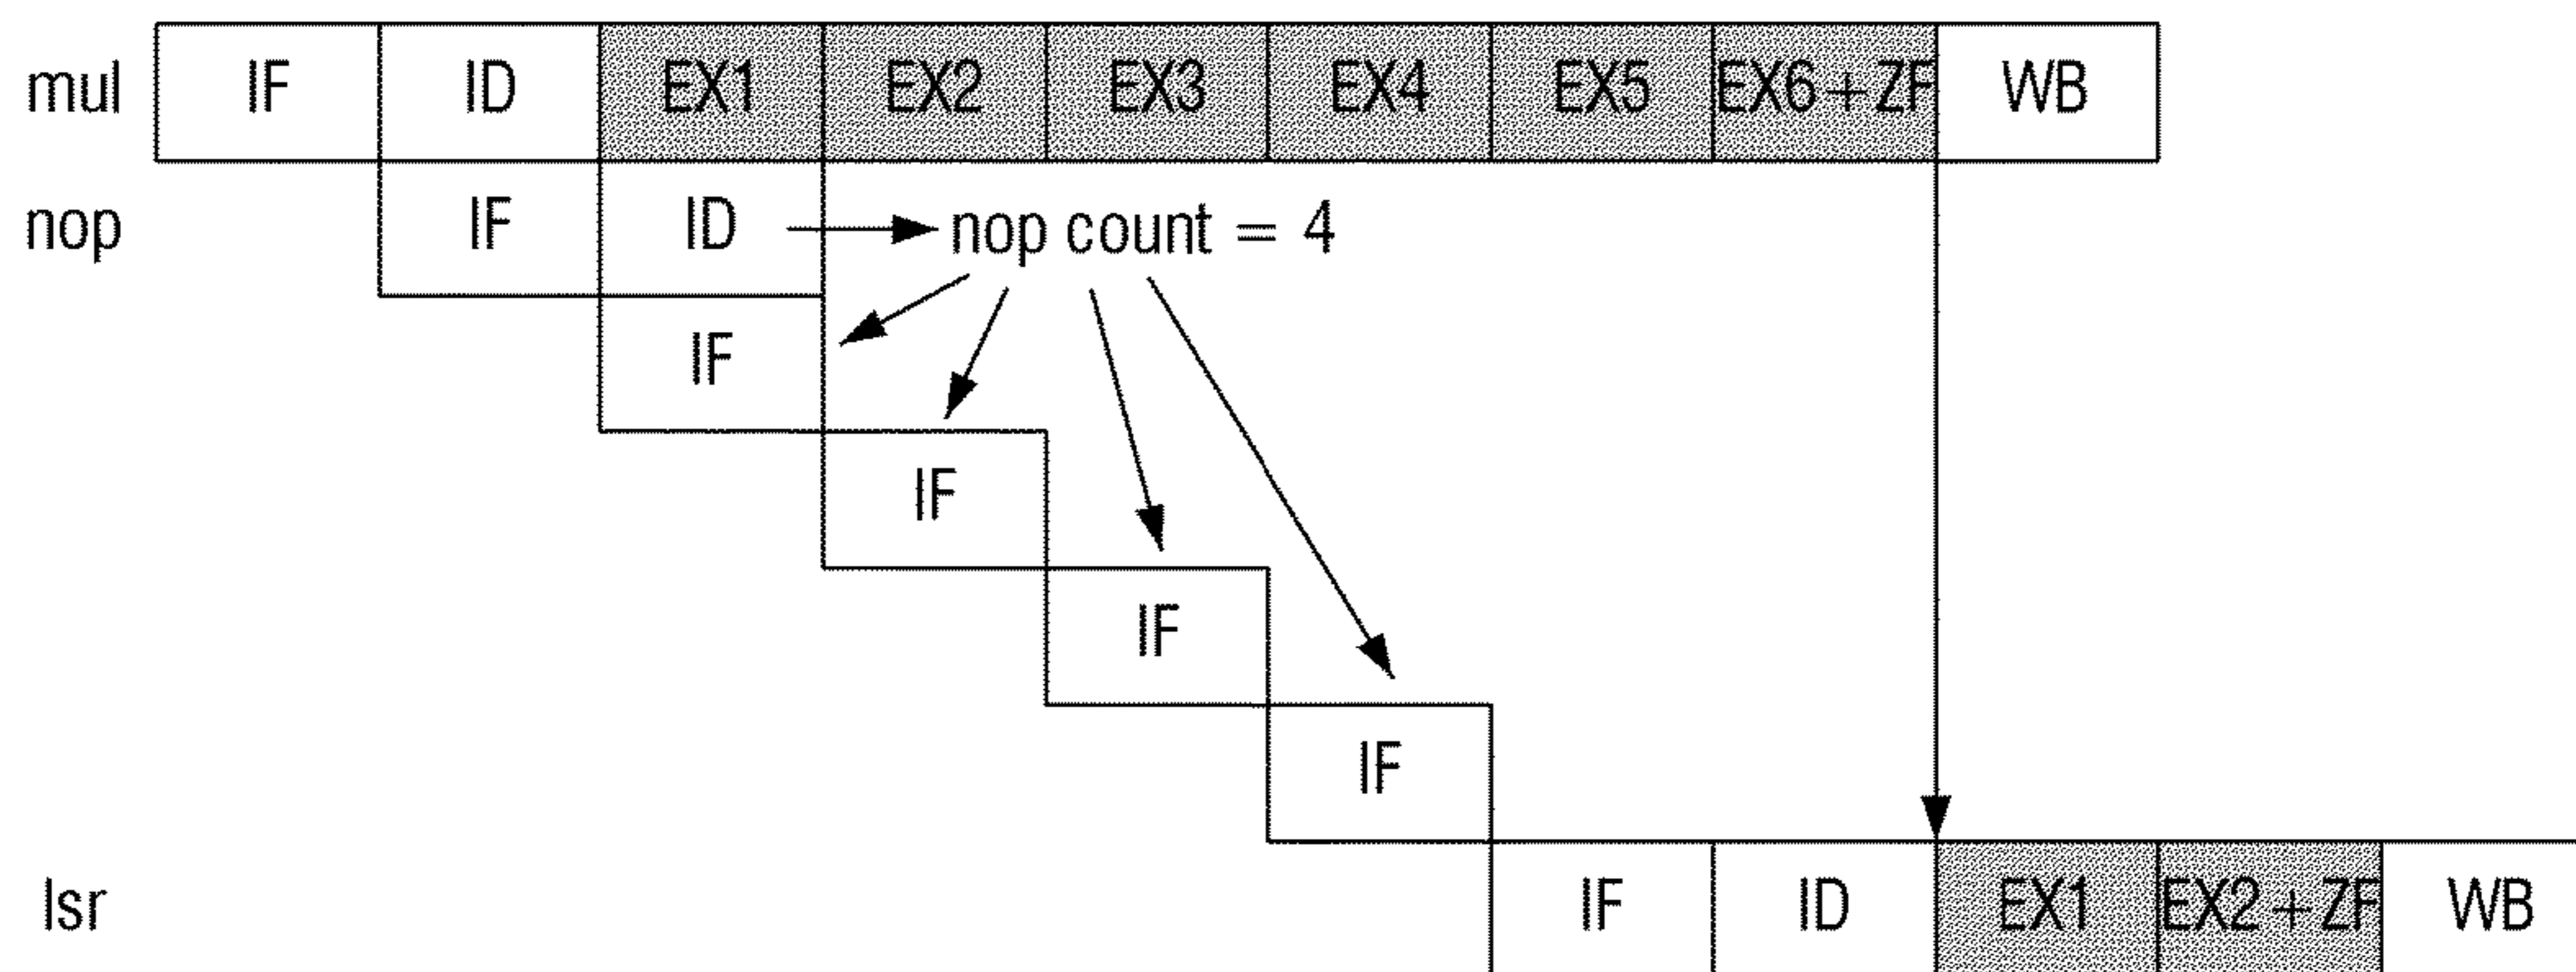 mul IF ID EX1 EX2 EX3 EX4 EX5 EX6+ZF WB
nop IF ID nop count = 4
IF
IF
IF
IF
lsr IF ID EX1 EX2+ZF WB